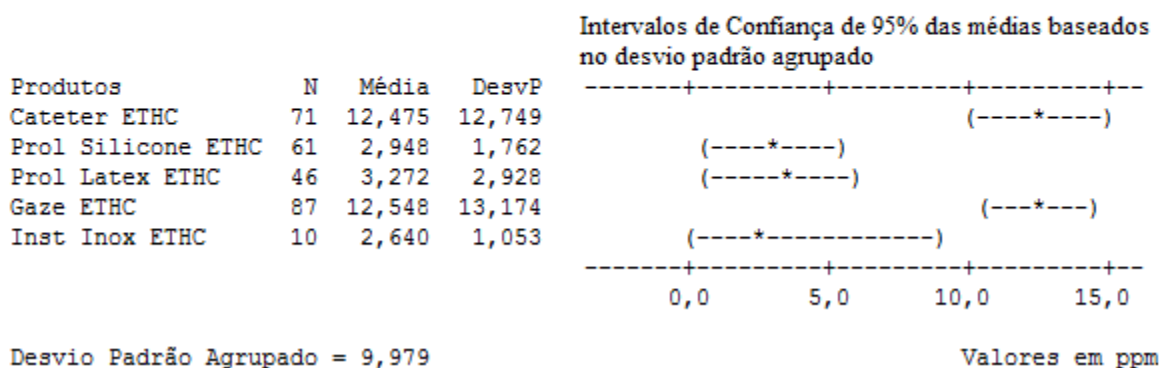 Intervalos de Confiança de 95% das médias baseados
no desvio padrão agrupado
Produtos N Média DesvP -------+---------+---------+---------+--
Cateter ETHC 71 12,475 12,749 (----*----)
Prol Silicone ETHC 61 2,948 1,762 (----*----)
Prol Latex ETHC 46 3,272 2,928 (-----*----)
Gaze ETHC 87 12,548 13,174 (---*---)
Inst Inox ETHC 10 2,640 1,053 (----*------------)
-------+---------+---------+---------+--
0,0 5,0 10,0 15,0
Desvio Padrão Agrupado = 9,979 Valores em ppm